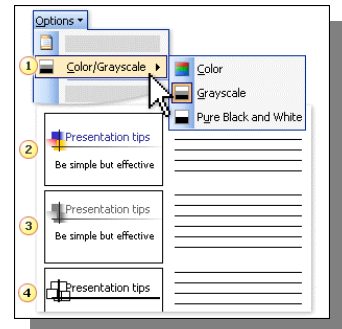 Options
1 Color/Grayscale
Color
Grayscale
Pure Black and White
2 Presentation tips
Be simple but effective
3 Presentation tips
Be simple but effective
4 Presentation tips